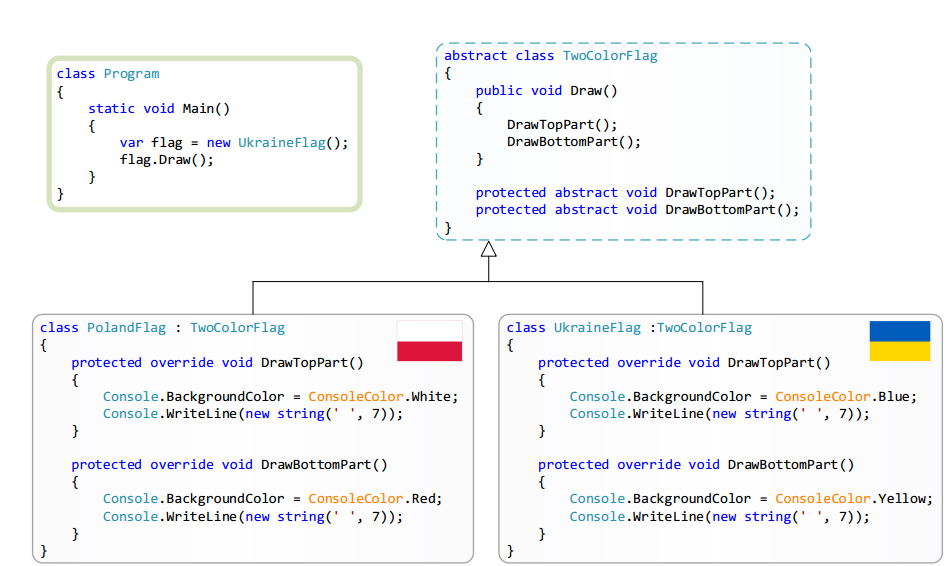 class Program
{
    static void Main()
    {
        var flag = new UkraineFlag();
        flag.Draw();
    }
}
abstract class TwoColorFlag
{
    public void Draw()
    {
        DrawTopPart();
        DrawBottomPart();
    }

    protected abstract void DrawTopPart();
    protected abstract void DrawBottomPart();
}
class PolandFlag : TwoColorFlag
{
    protected override void DrawTopPart()
    {
        Console.BackgroundColor = ConsoleColor.White;
        Console.WriteLine(new string(' ', 7));
    }

    protected override void DrawBottomPart()
    {
        Console.BackgroundColor = ConsoleColor.Red;
        Console.WriteLine(new string(' ', 7));
    }
}
class UkraineFlag :TwoColorFlag
{
    protected override void DrawTopPart()
    {
        Console.BackgroundColor = ConsoleColor.Blue;
        Console.WriteLine(new string(' ', 7));
    }

    protected override void DrawBottomPart()
    {
        Console.BackgroundColor = ConsoleColor.Yellow;
        Console.WriteLine(new string(' ', 7));
    }
}